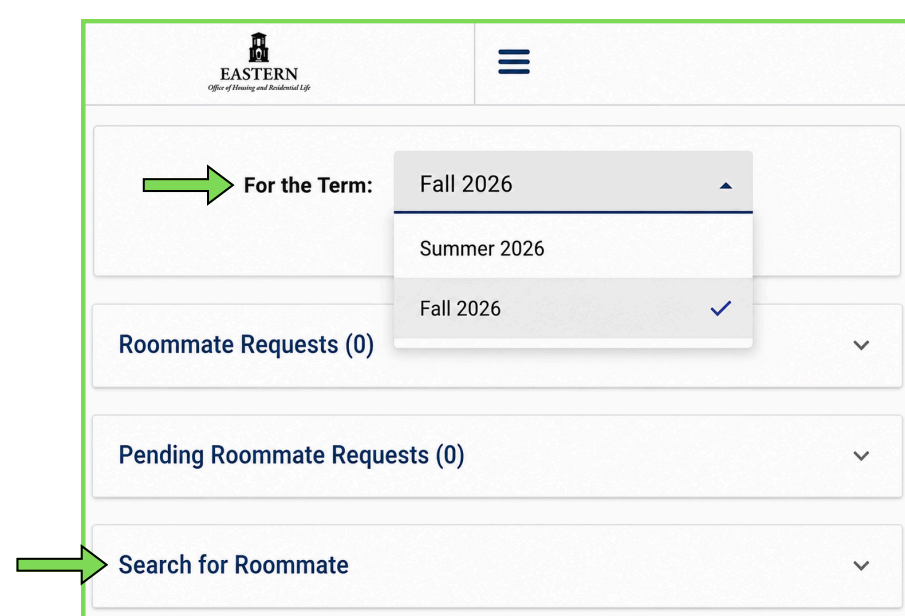 EASTERN
Office of Housing and Residential Life
For the Term:
Fall 2026
Summer 2026
Fall 2026
Roommate Requests (0)
Pending Roommate Requests (0)
Search for Roommate